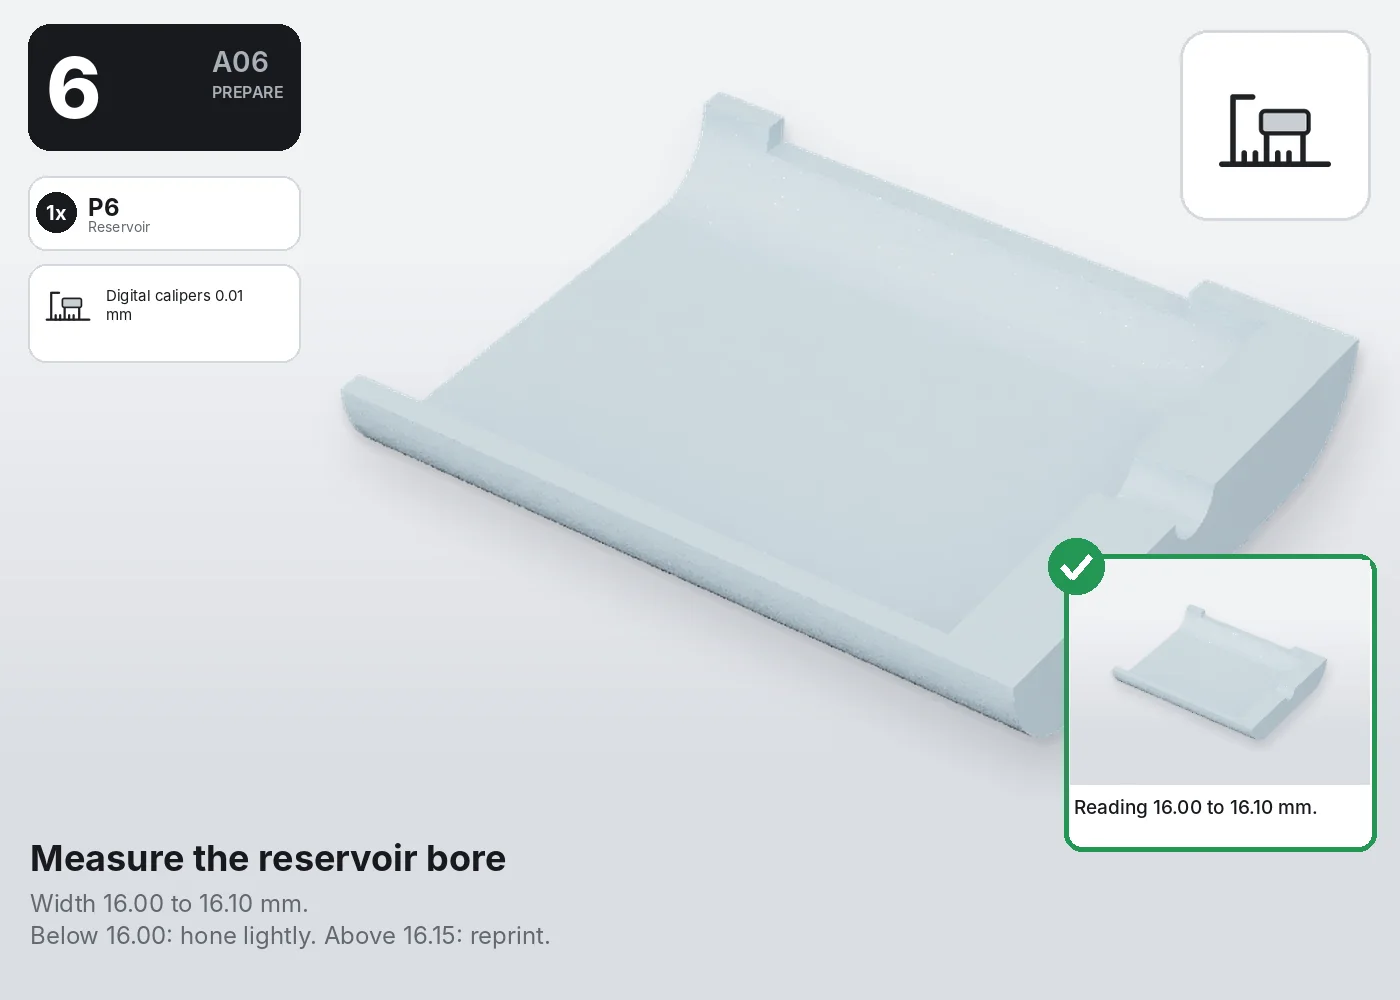 6
A06
PREPARE
1x
P6
Reservoir
Digital calipers 0.01
mm
Reading 16.00 to 16.10 mm.
Measure the reservoir bore
Width 16.00 to 16.10 mm.
Below 16.00: hone lightly. Above 16.15: reprint.